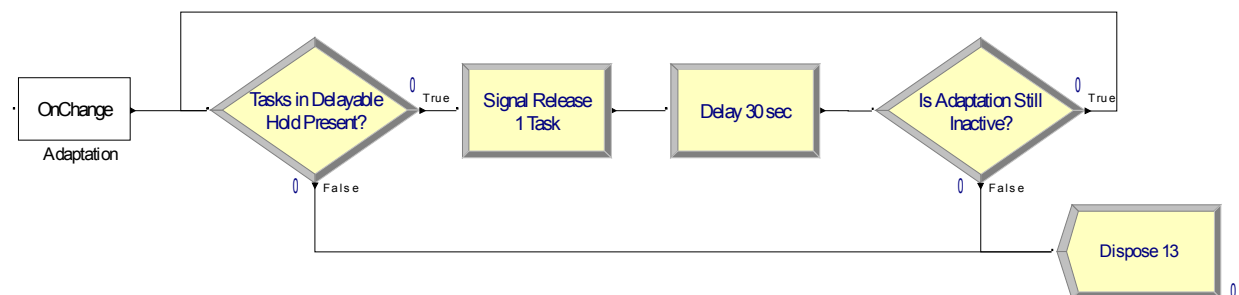 OnChange
Adaptation
Tasks in Delayable
Hold Present?
0
True
0
False
Signal Release
1 Task
Delay 30 sec
Is Adaptation Still
Inactive?
0
True
0
False
Dispose 13
0